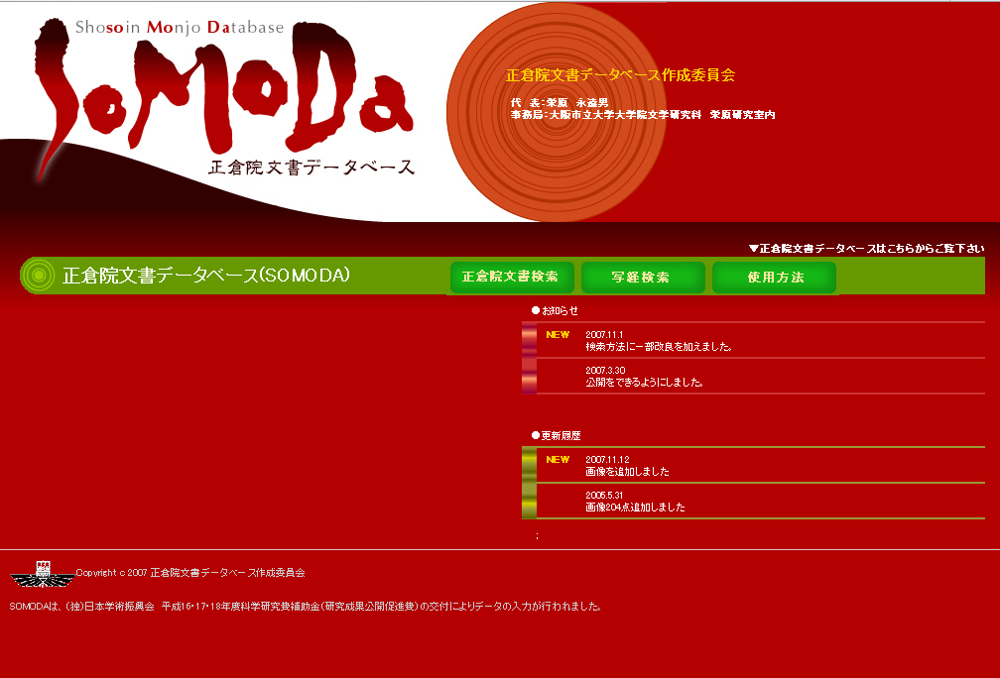 Shosoin Monjo Database
SoMoDa
正倉院文書データベース
正倉院文書データベース作成委員会
代　表：栄原　永遠男
事務局：大阪市立大学大学院文学研究科　栄原研究室内
▼正倉院文書データベースはこちらからご覧下さい
正倉院文書データベース(SOMODA)
正倉院文書検索
写経検索
使用方法
●お知らせ
NEW 2007.11.1
検索方法に一部改良を加えました。
2007.3.30
公開をできるようにしました。
●更新履歴
NEW 2007.11.12
画像を追加しました
2005.5.31
画像204点追加しました
;
Copyright c 2007 正倉院文書データベース作成委員会
SOMODAは、（独）日本学術振興会　平成16・17・18年度科学研究費補助金（研究成果公開促進費）の交付によりデータの入力が行われました。